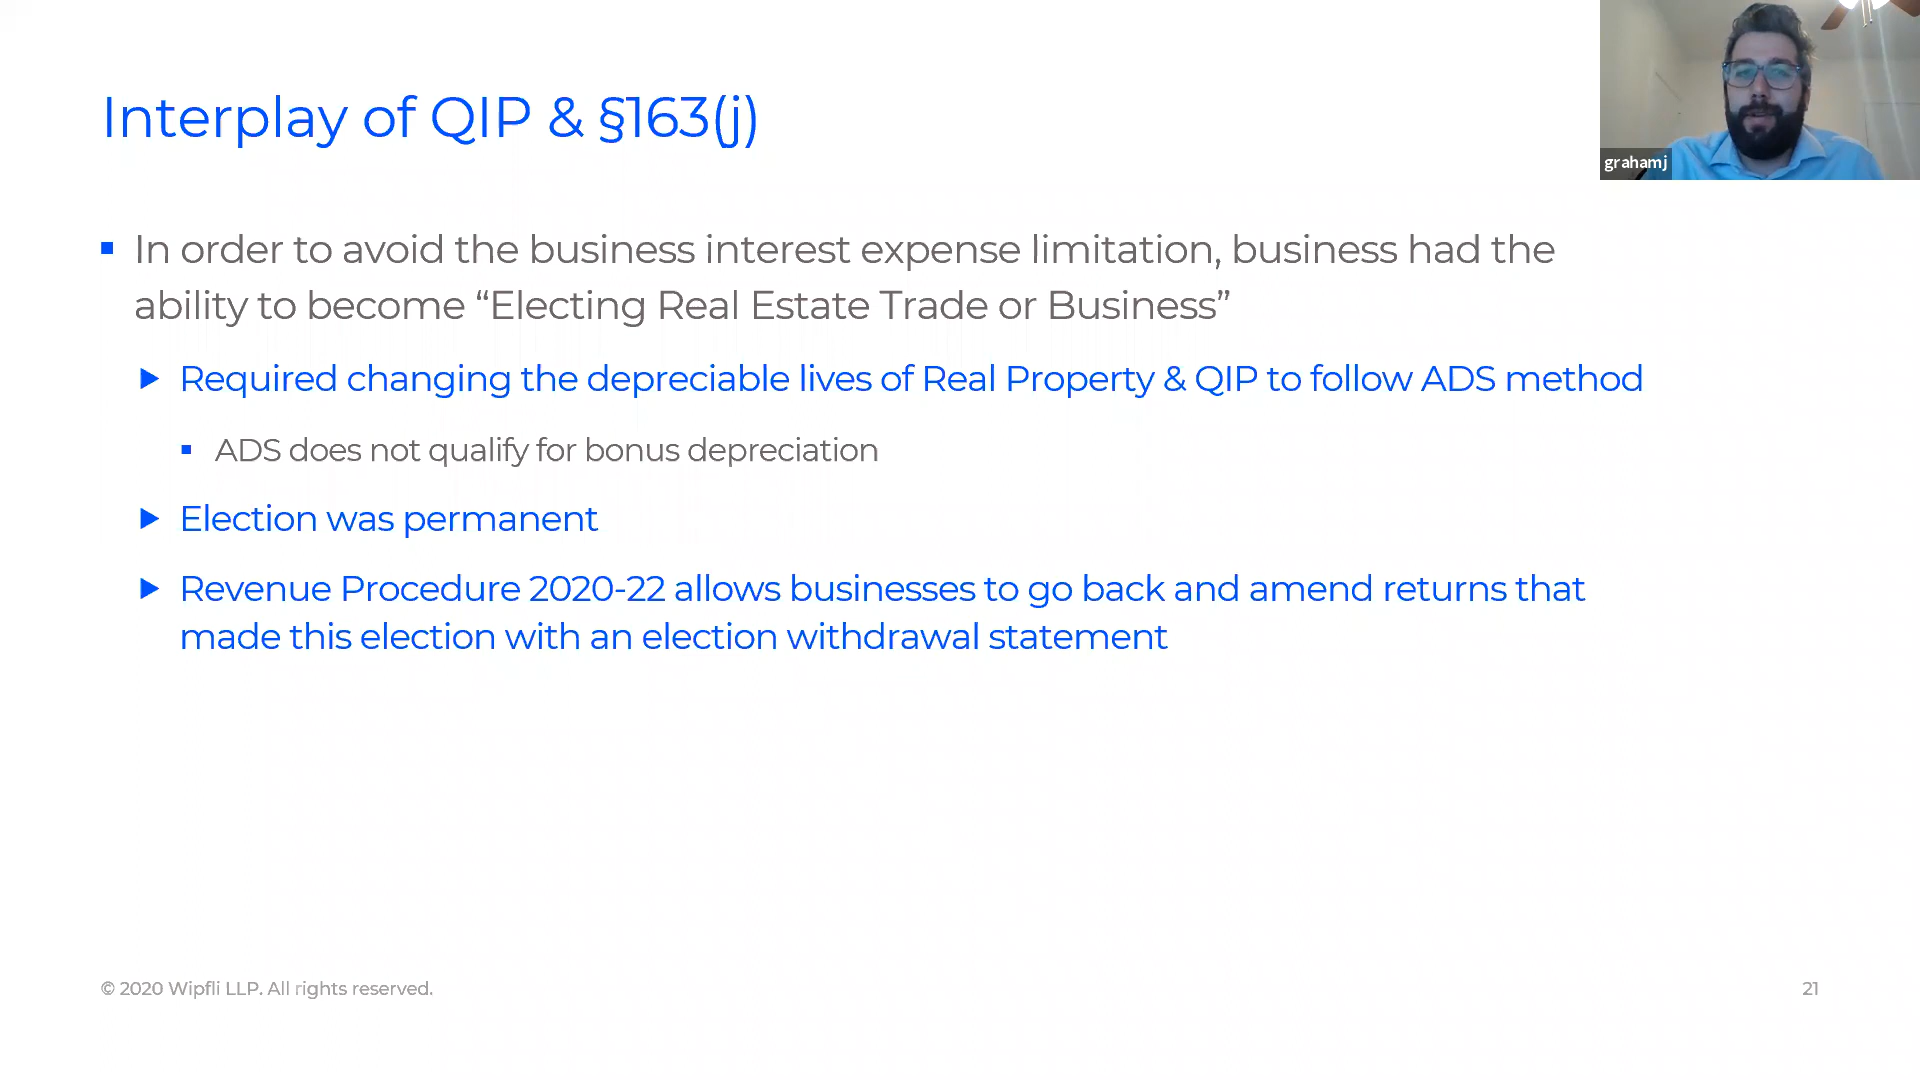 Interplay of QIP & §163(j)
grahamj
▪ In order to avoid the business interest expense limitation, business had the
ability to become “Electing Real Estate Trade or Business”
▶ Required changing the depreciable lives of Real Property & QIP to follow ADS method
▪ ADS does not qualify for bonus depreciation
▶ Election was permanent
▶ Revenue Procedure 2020-22 allows businesses to go back and amend returns that
made this election with an election withdrawal statement
© 2020 Wipfli LLP. All rights reserved.
21